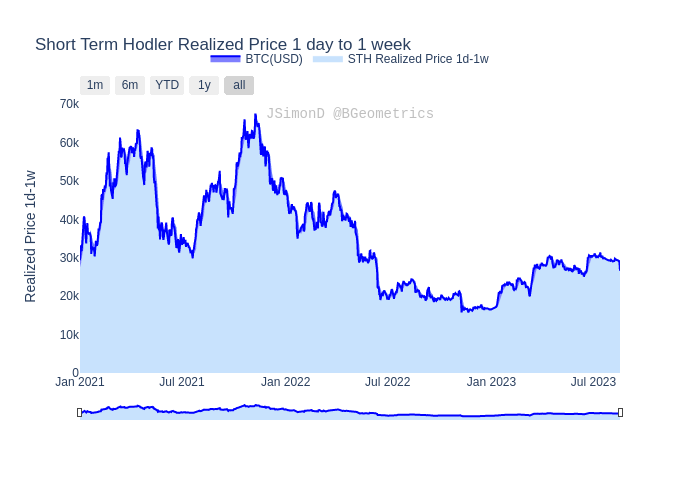 Short Term Hodler Realized Price 1 day to 1 week
BTC(USD) STH Realized Price 1d-1w
1m 6m YTD 1y all
JSimonD @BGeometrics
Realized Price 1d-1w
70k
60k
50k
40k
30k
20k
10k
0
Jan 2021 Jul 2021 Jan 2022 Jul 2022 Jan 2023 Jul 2023